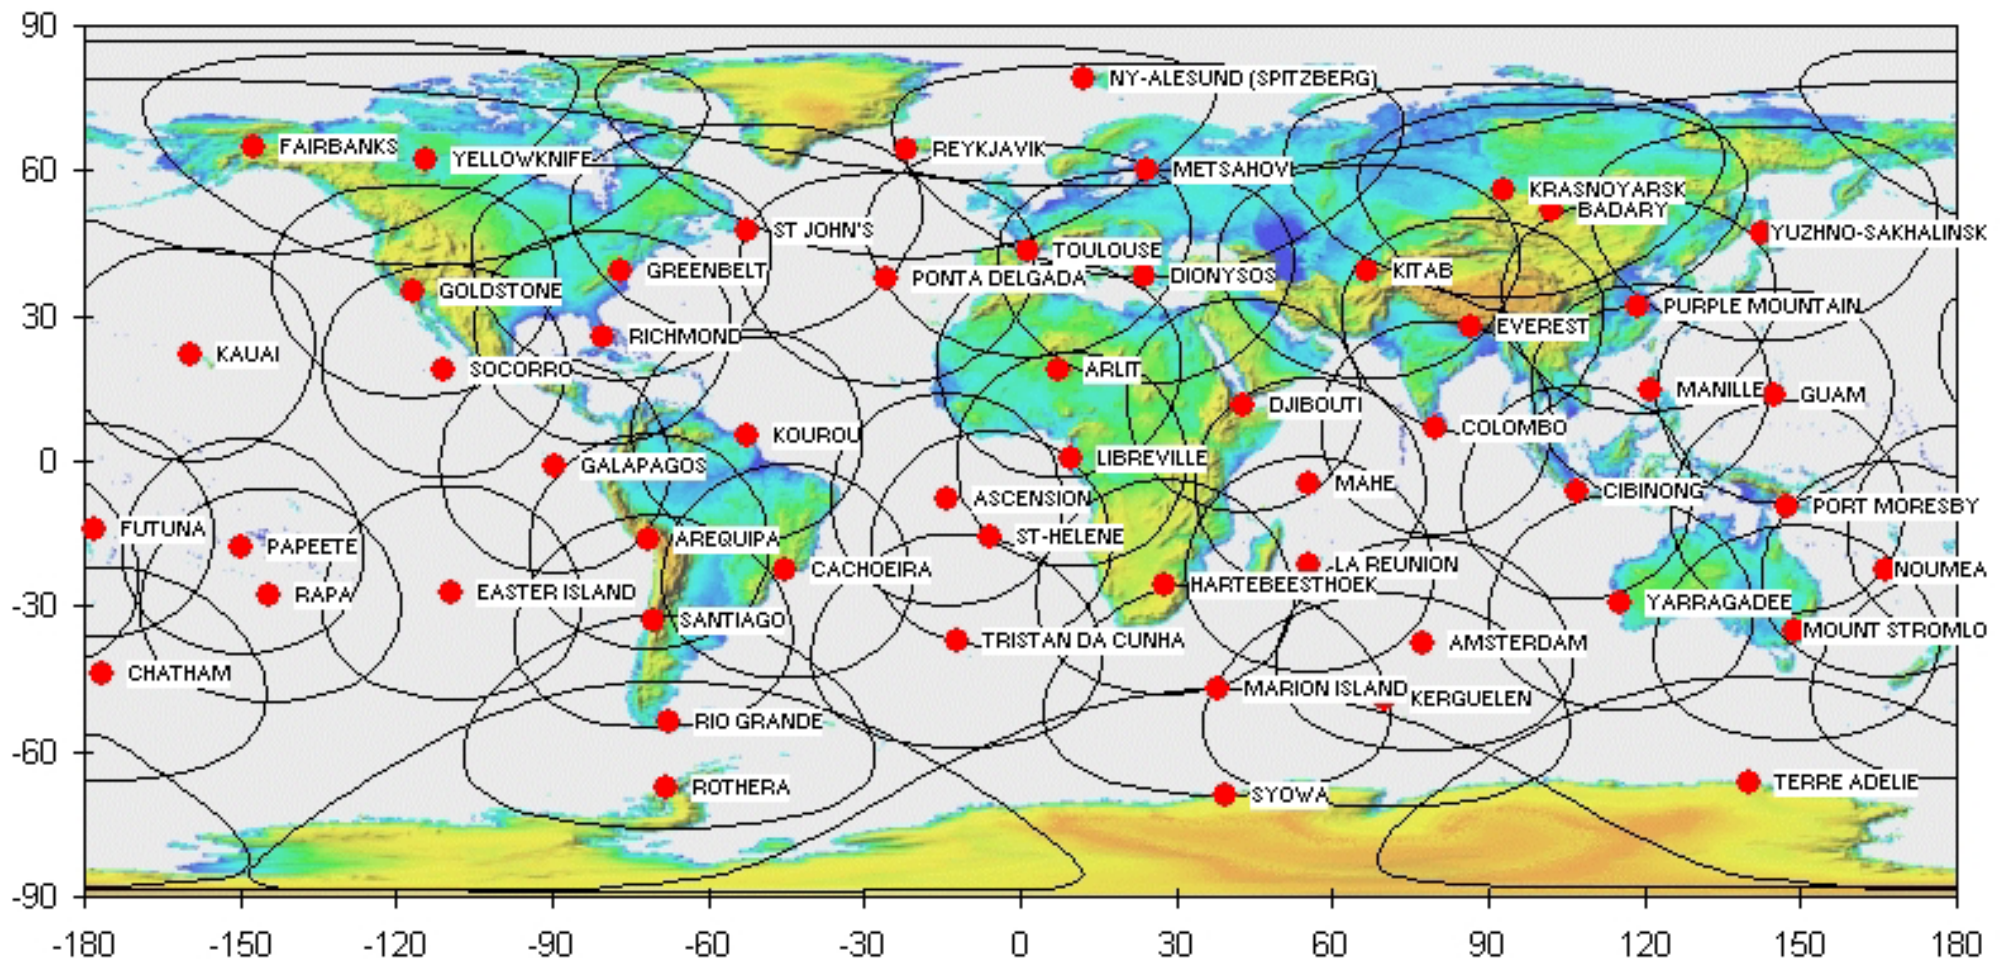 90
NY-ALESUND (SPITZBERG)
FAIRBANKS
YELLOWKNIFE
REYKJAVIK
60
METSAHOVI
KRASNOYARSK
BADARY
ST JOHN'S
YUZHNO-SAKHALINSK
TOULOUSE
GREENBELT
PONTA DELGADA
DIONYSOS
KITAB
GOLDSTONE
PURPLE MOUNTAIN
30
EVEREST
RICHMOND
KAUAI
SOCORRO
ARLIT
MANILLE
GUAM
DJIBOUTI
COLOMBO
KOUROU
0
GALAPAGOS
LIBREVILLE
MAHE
CIBINONG
ASCENSION
PORT MORESBY
FUTUNA
ST-HELENE
PAPEETE
AREQUIPA
LA REUNION
CACHOEIRA
NOUMEA
HARTEBEESTHOEK
RAPA
EASTER ISLAND
YARRAGADEE
-30
SANTIAGO
MOUNT STROMLO
TRISTAN DA CUNHA
AMSTERDAM
CHATHAM
MARION ISLAND
KERGUELEN
RIO GRANDE
-60
TERRE ADELIE
ROTHERA
SYOWA
-90
-180 -150 -120 -90 -60 -30 0 30 60 90 120 150 180